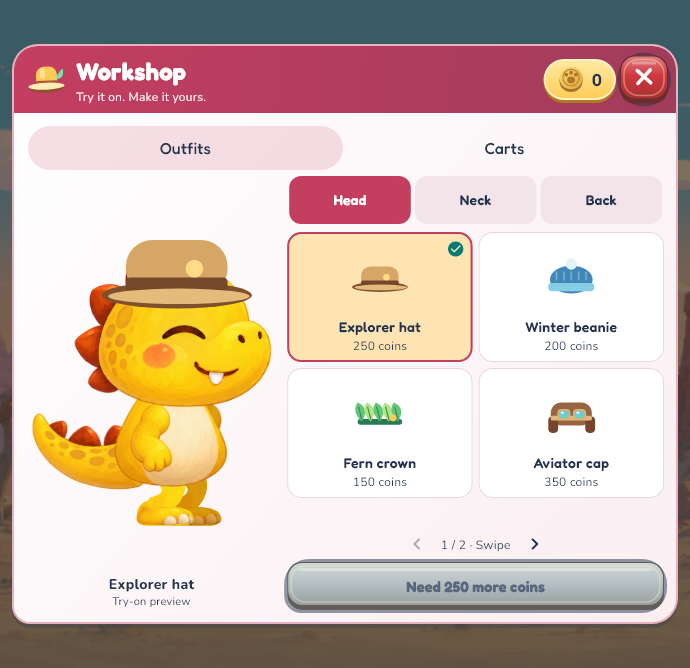 Workshop
Try it on. Make it yours.
0
Outfits
Carts
Head
Neck
Back
Explorer hat
250 coins
Winter beanie
200 coins
Fern crown
150 coins
Aviator cap
350 coins
1 / 2 · Swipe
Explorer hat
Try-on preview
Need 250 more coins